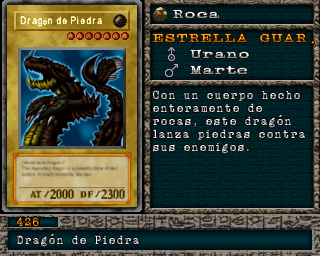 Dragón de Piedra
AT/2000 DF/2300
Roca
ESTRELLA GUAR.
Urano
Marte
Con un cuerpo hecho
enteramente de
rocas, este dragón
lanza piedras contra
sus enemigos.
426
Dragón de Piedra